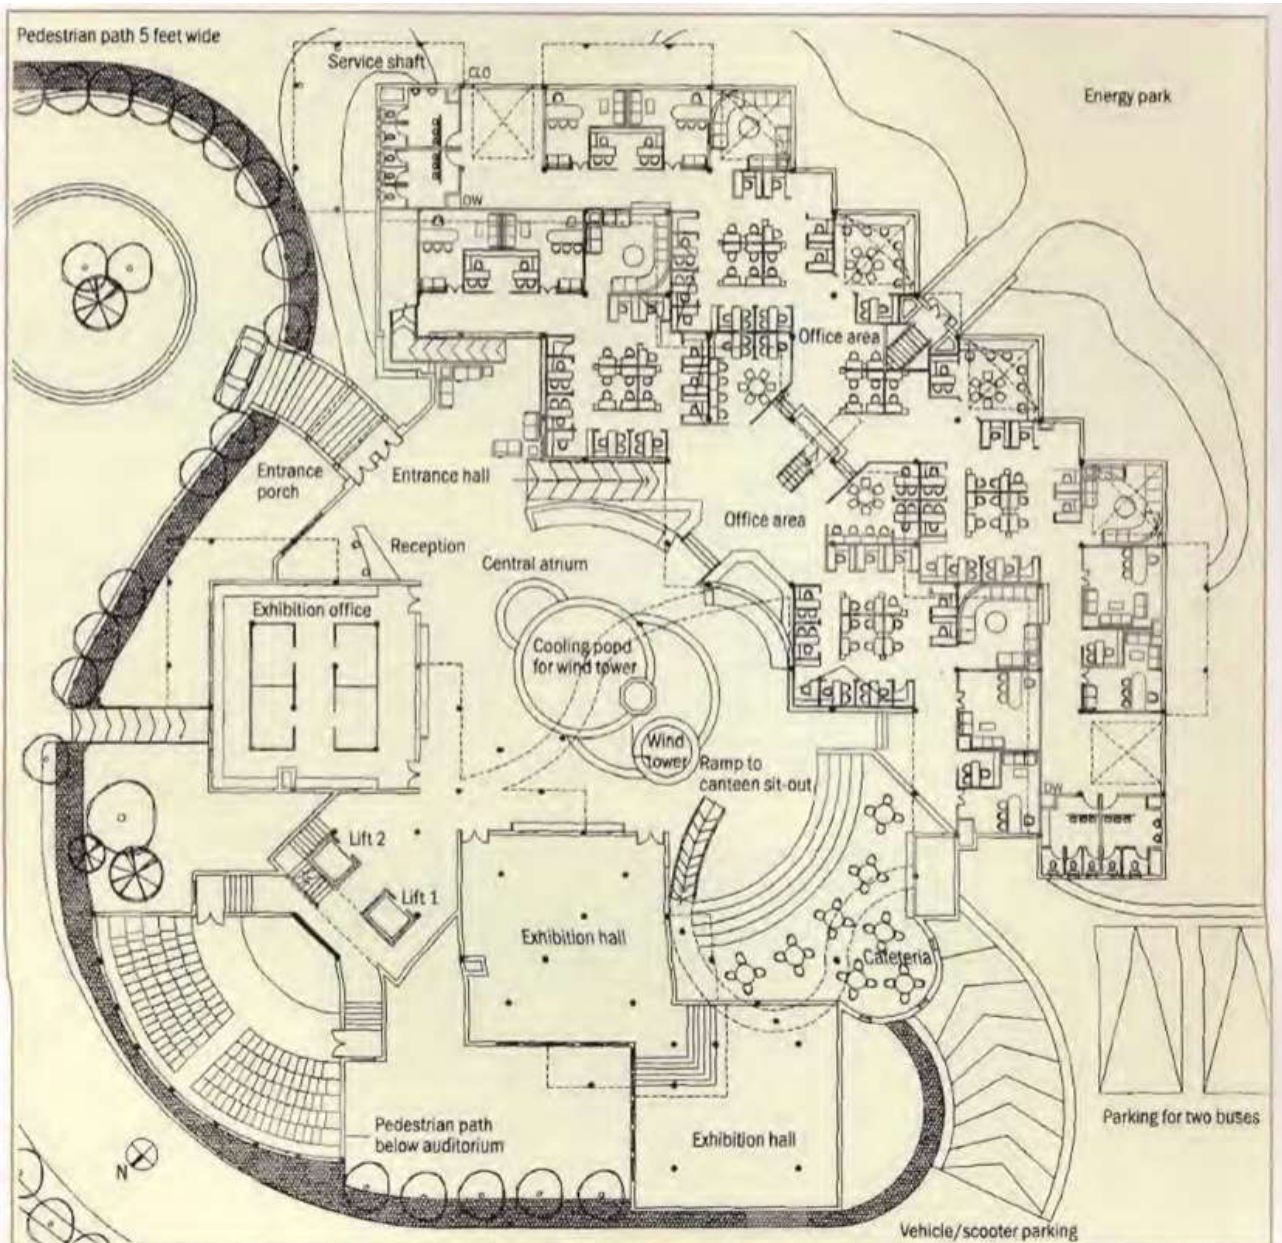 Pedestrian path 5 feet wide
Service shaft
CLO
Energy park
DW
Office area
Entrance
porch
Entrance hall
Office area
Reception
Central atrium
Exhibition office
Cooling pond
for wind tower
Wind
tower
Ramp to
canteen sit-out
DW
Lift 2
Lift 1
Exhibition hall
Cafeteria
Parking for two buses
Pedestrian path
below auditorium
Exhibition hall
N
Vehicle/scooter parking